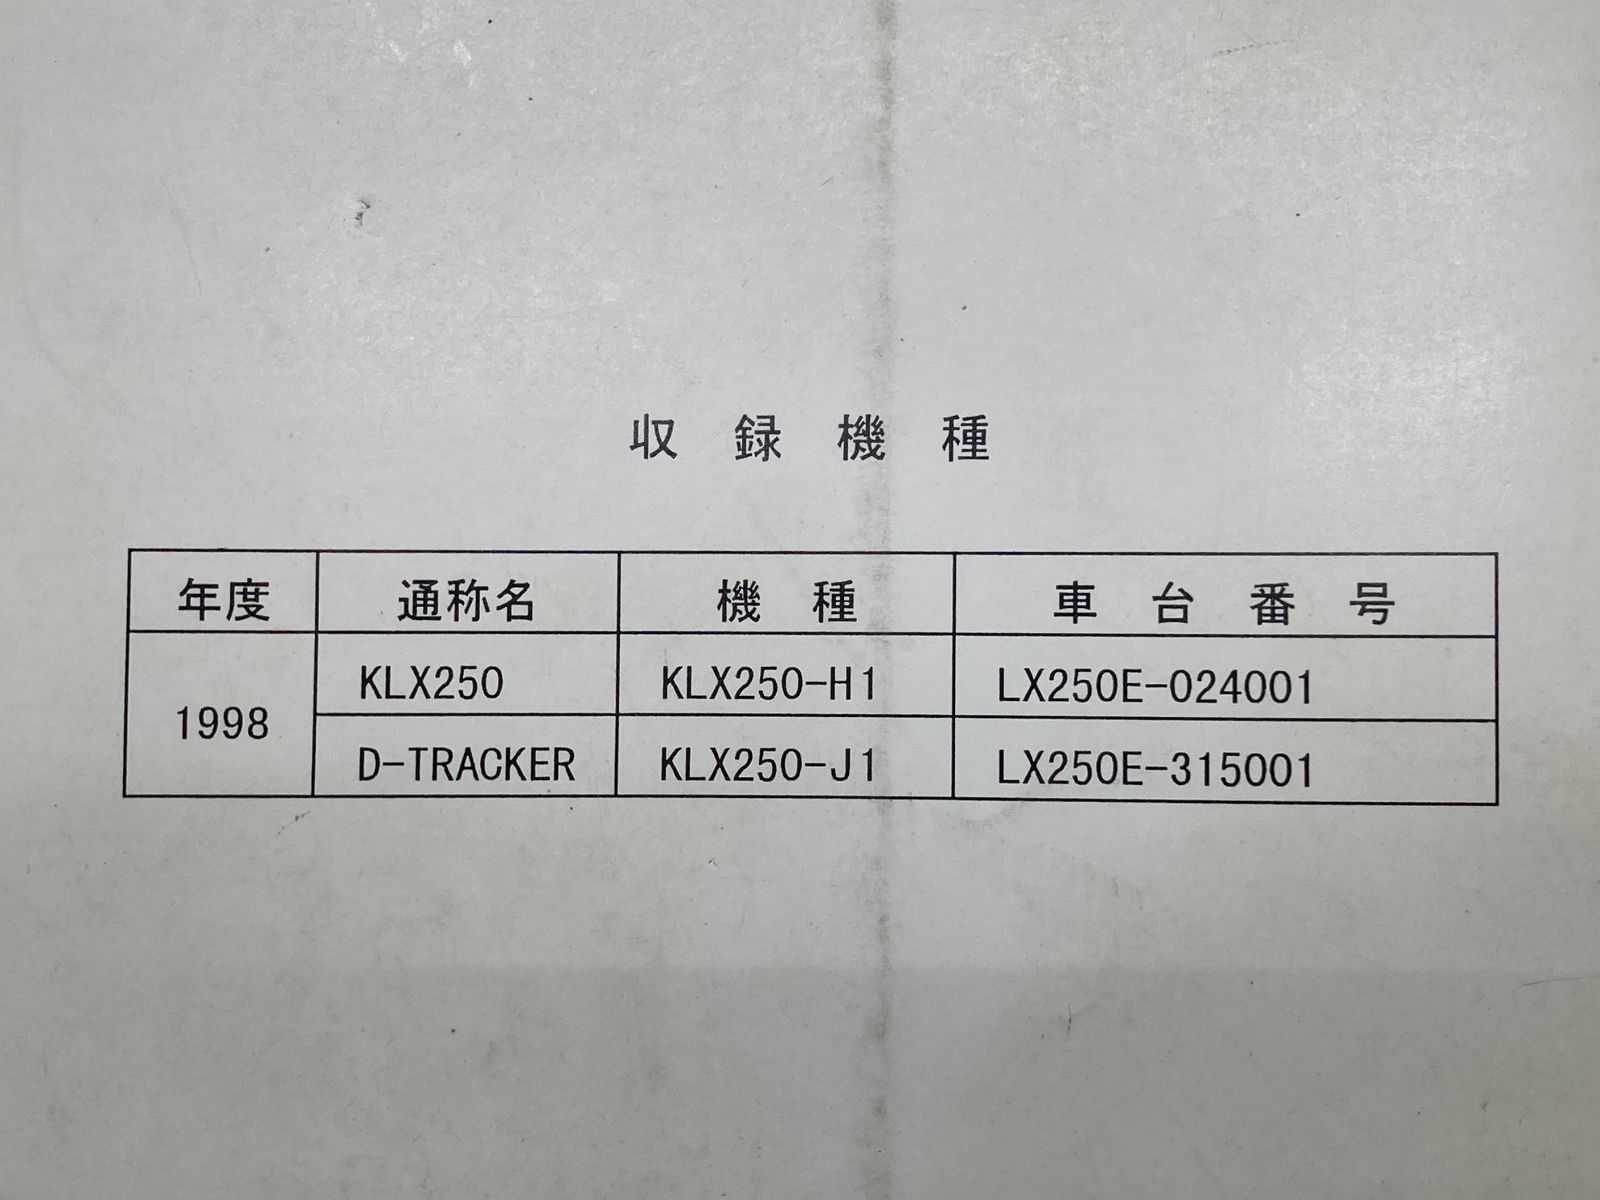 収録機種
年度 通称名 機種 車台番号
1998 KLX250 KLX250-H1 LX250E-024001
D-TRACKER KLX250-J1 LX250E-315001